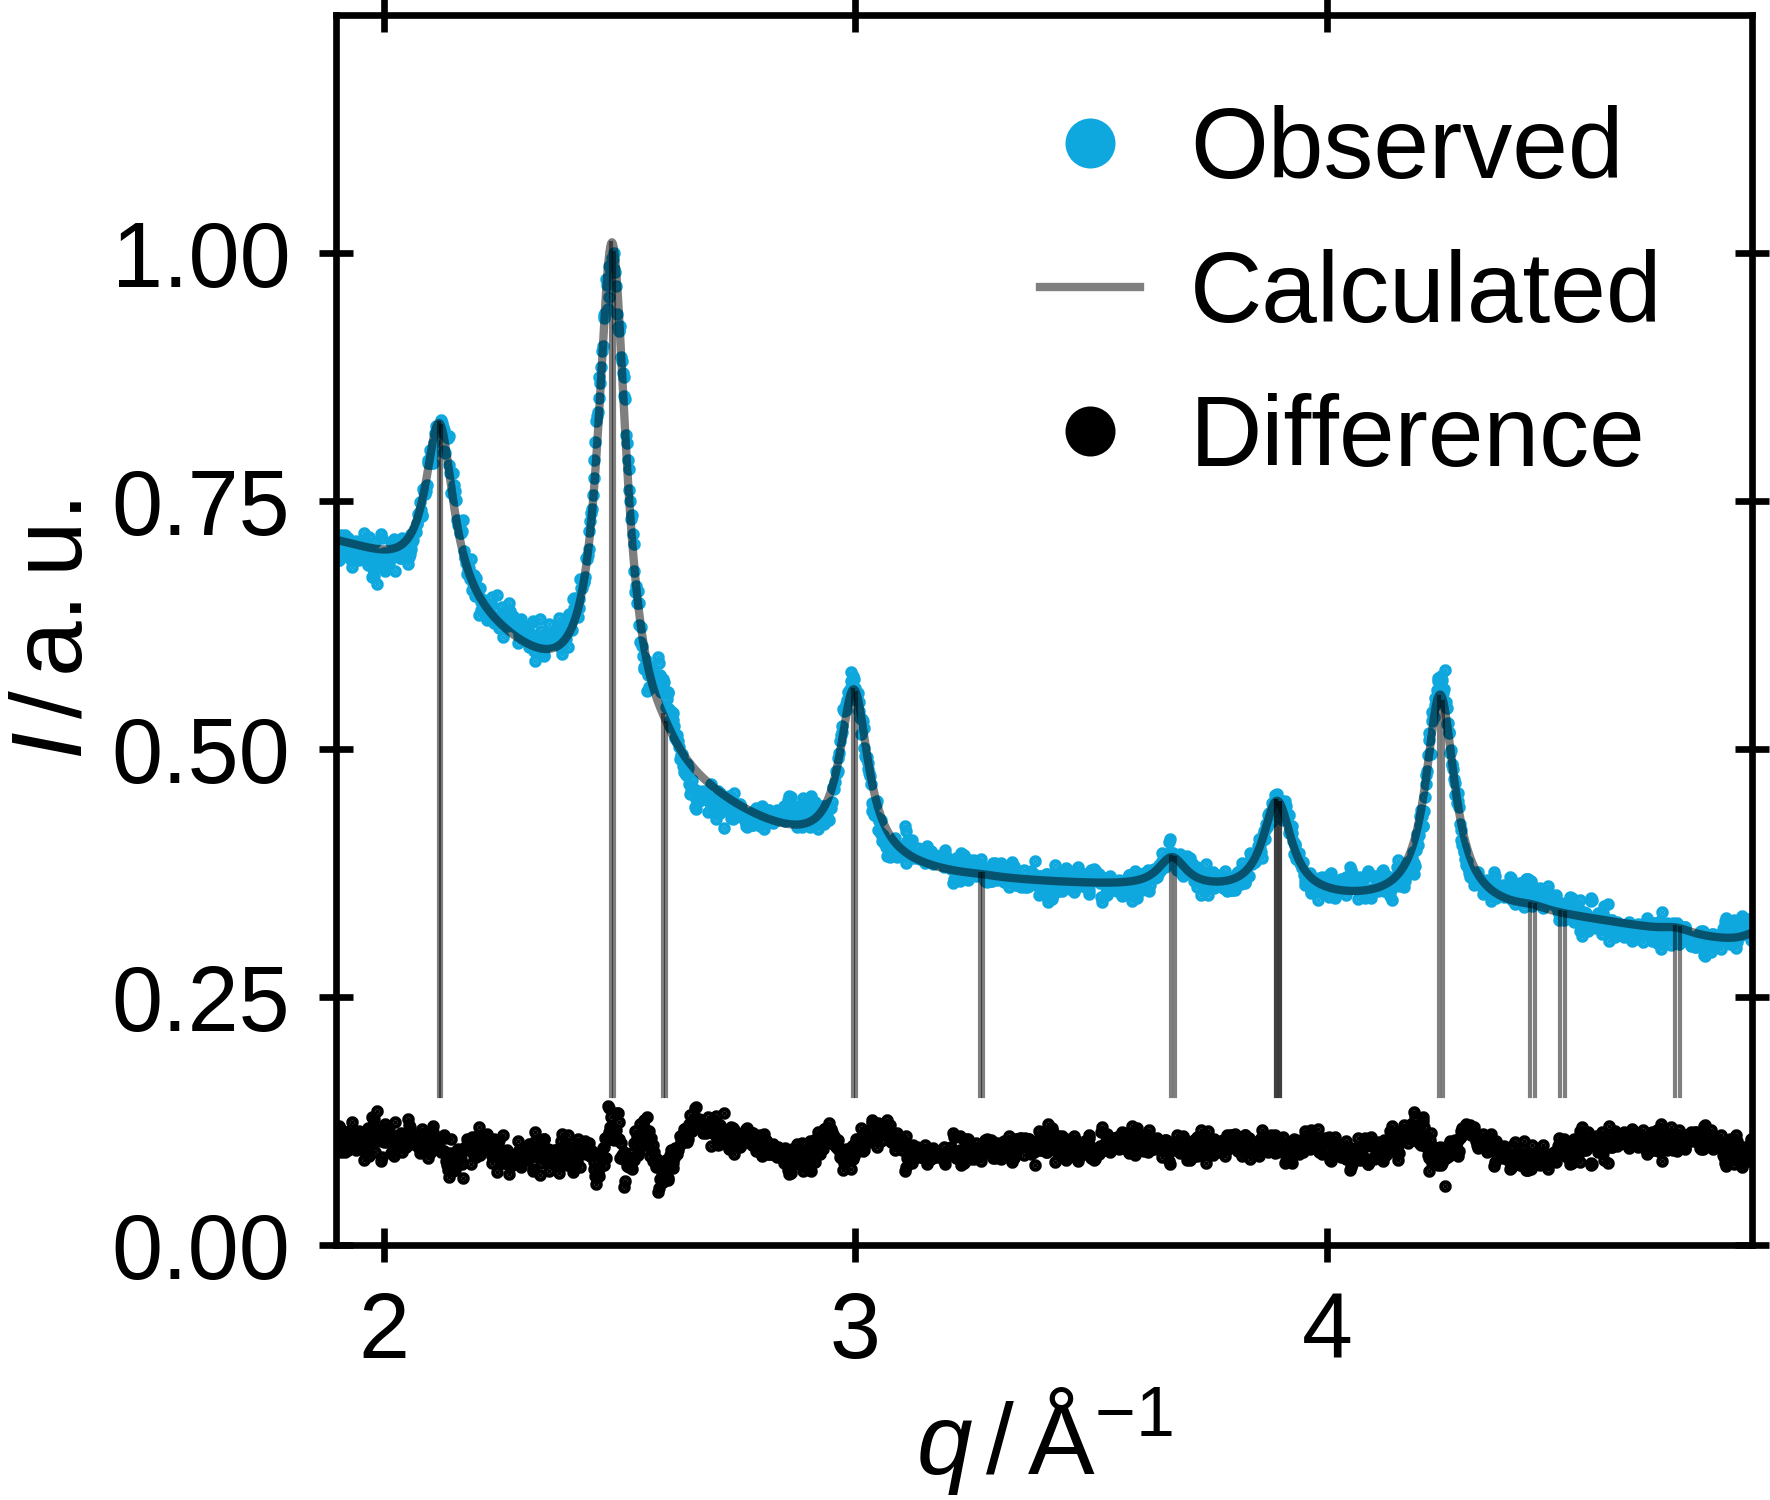 Observed
Calculated
Difference
1.00
0.75
0.50
0.25
0.00
I / a. u.
2 3 4
q / Å⁻¹